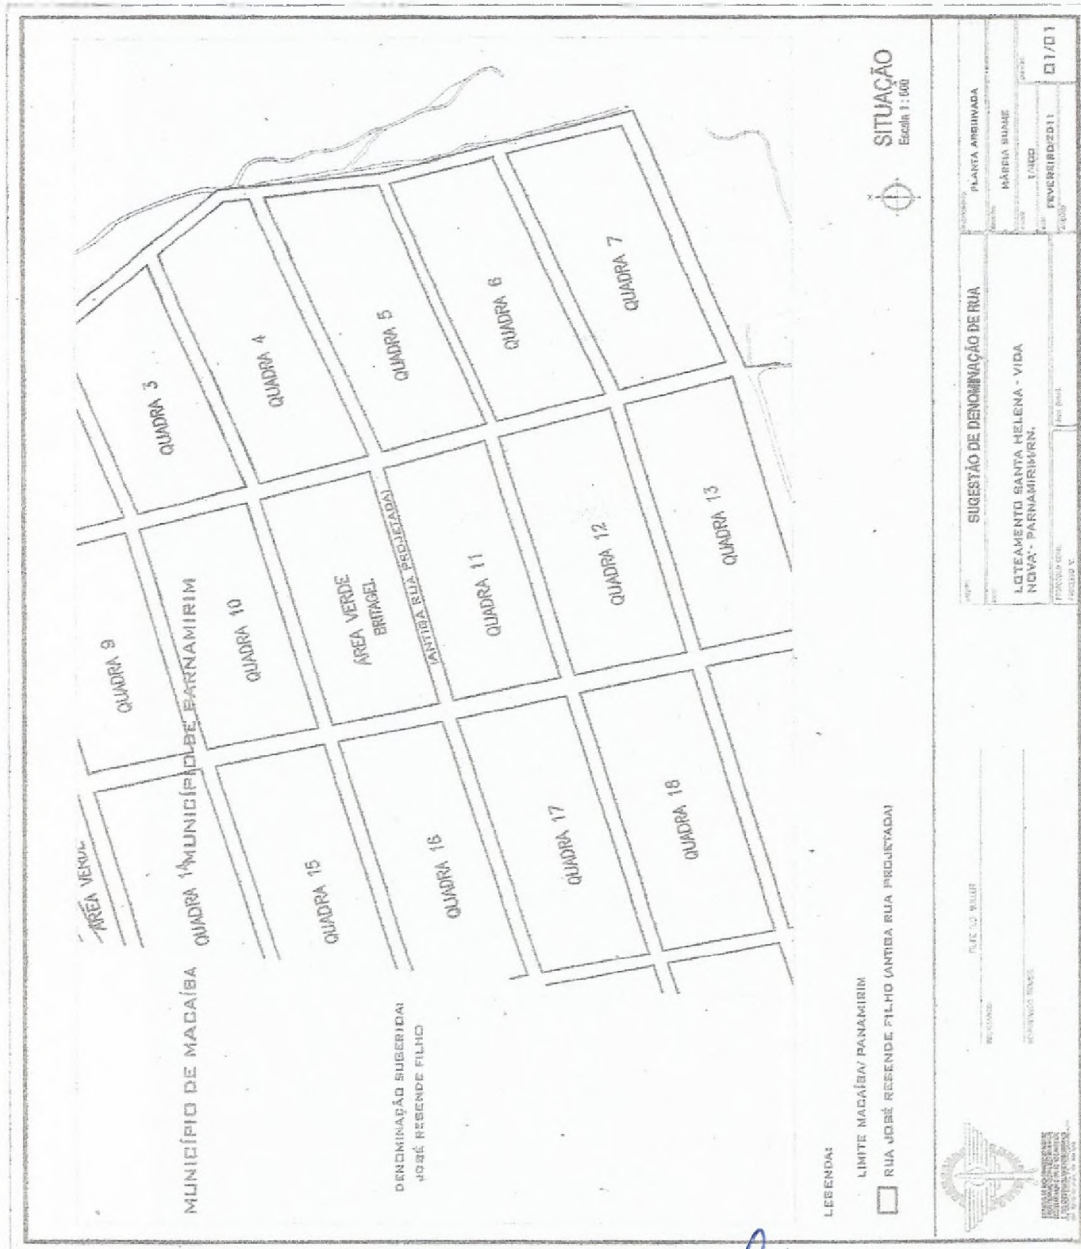 MUNICÍPIO DE MACAÍBA
MUNICÍPIO DE PARNAMIRIM
ÁREA VERDE
QUADRA 9
QUADRA 3
QUADRA 14
QUADRA 10
QUADRA 4
QUADRA 15
ÁREA VERDE
BRITAGEL
QUADRA 5
(ANTIGA RUA PROJETADA)
QUADRA 16
QUADRA 11
QUADRA 6
QUADRA 17
QUADRA 12
QUADRA 7
QUADRA 18
QUADRA 13
DENOMINAÇÃO SUGERIDA:
JOSÉ RESENDE FILHO
LEGENDA:
LIMITE MACAÍBA/ PANAMIRIM
RUA JOSÉ RESENDE FILHO (ANTIGA RUA PROJETADA)
SITUAÇÃO
Escala 1 : 600
SUGESTÃO DE DENOMINAÇÃO DE RUA
LOTEAMENTO SANTA HELENA - VIDA
NOVA - PARNAMIRIM/RN.
PLANTA ARQUIVADA
FEVEREIRO/2011
01/01